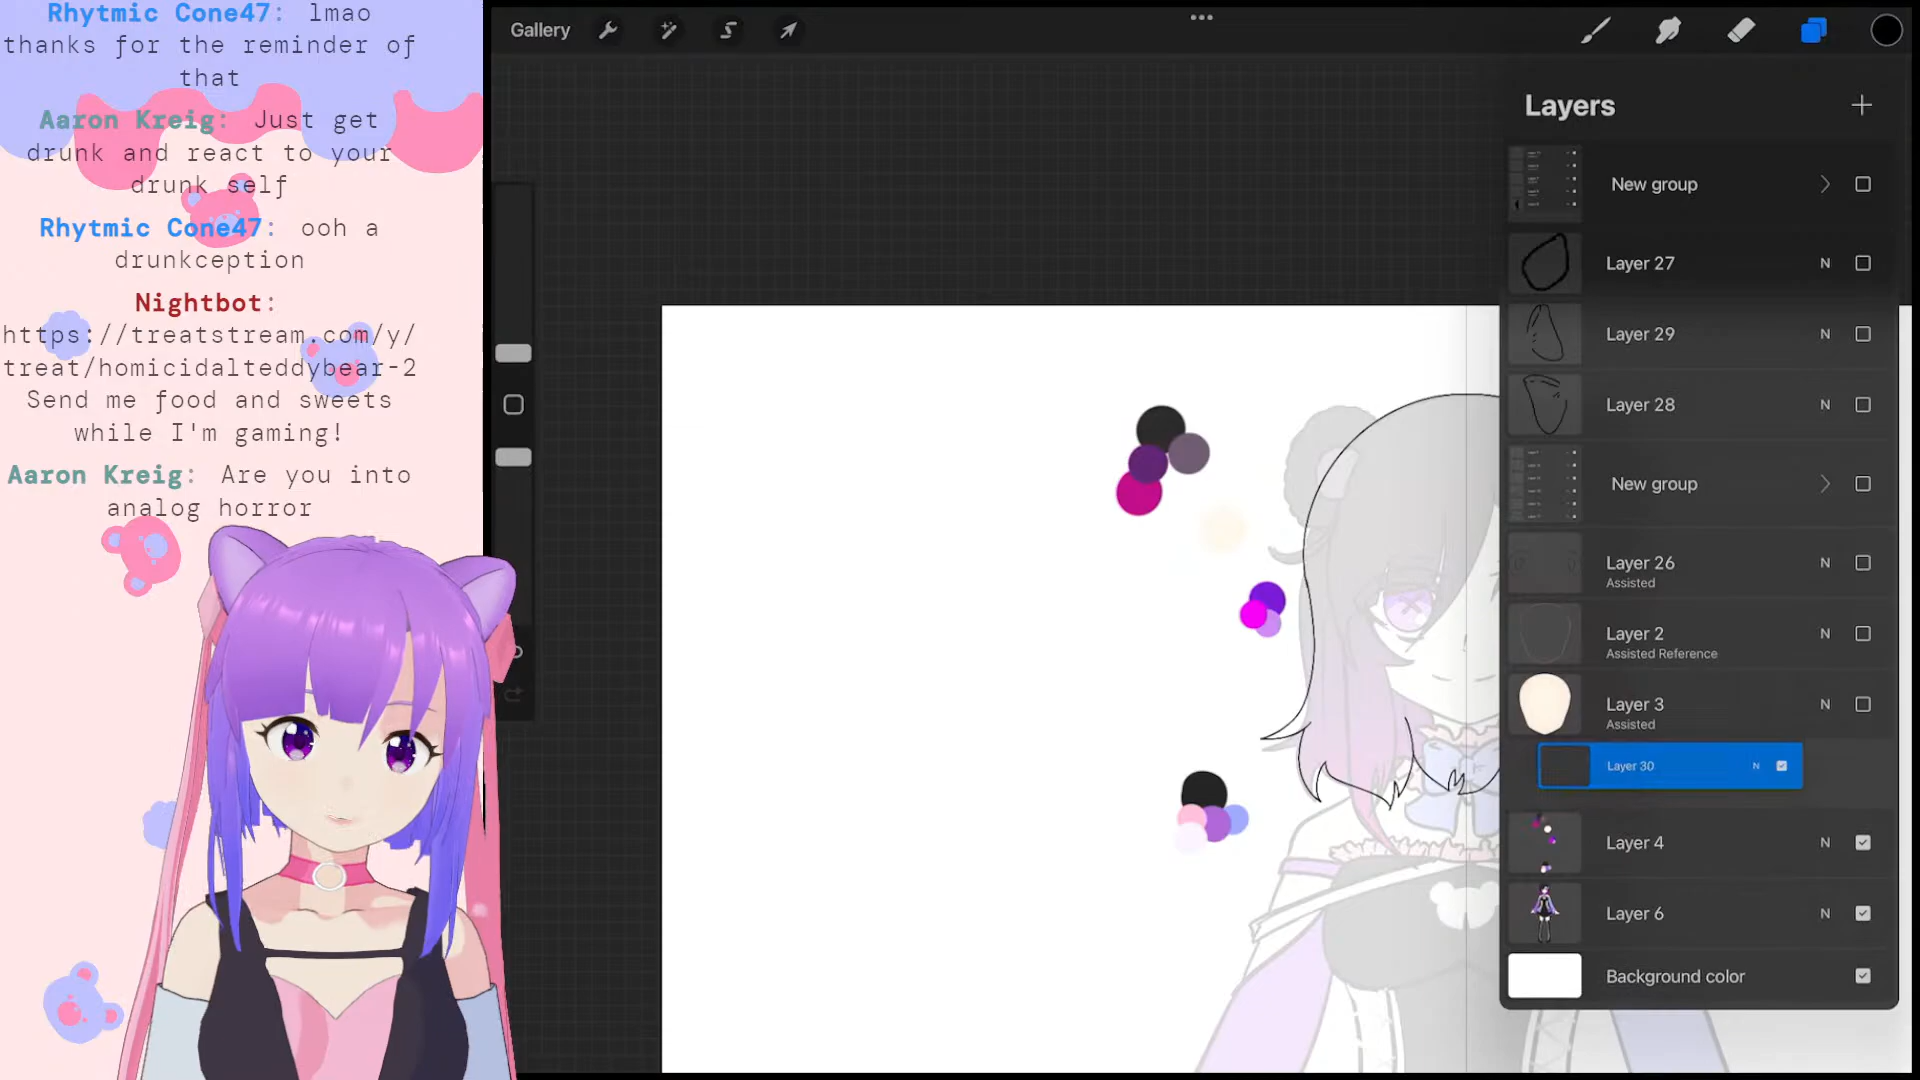 Rhytmic Cone47: lmao
thanks for the reminder of
that
Aaron Kreig: Just get
drunk and react to your
drunk self
Rhytmic Cone47: ooh a
drunkception
Nightbot:
https://treatstream.com/y/
treat/homicidalteddybear-2
Send me food and sweets
while I'm gaming!
Aaron Kreig: Are you into
analog horror
Gallery
Layers
New group
Layer 27 N
Layer 29 N
Layer 28 N
New group
Layer 26 N
Assisted
Layer 2 N
Assisted Reference
Layer 3 N
Assisted
Layer 30 N
Layer 4 N
Layer 6 N
Background color